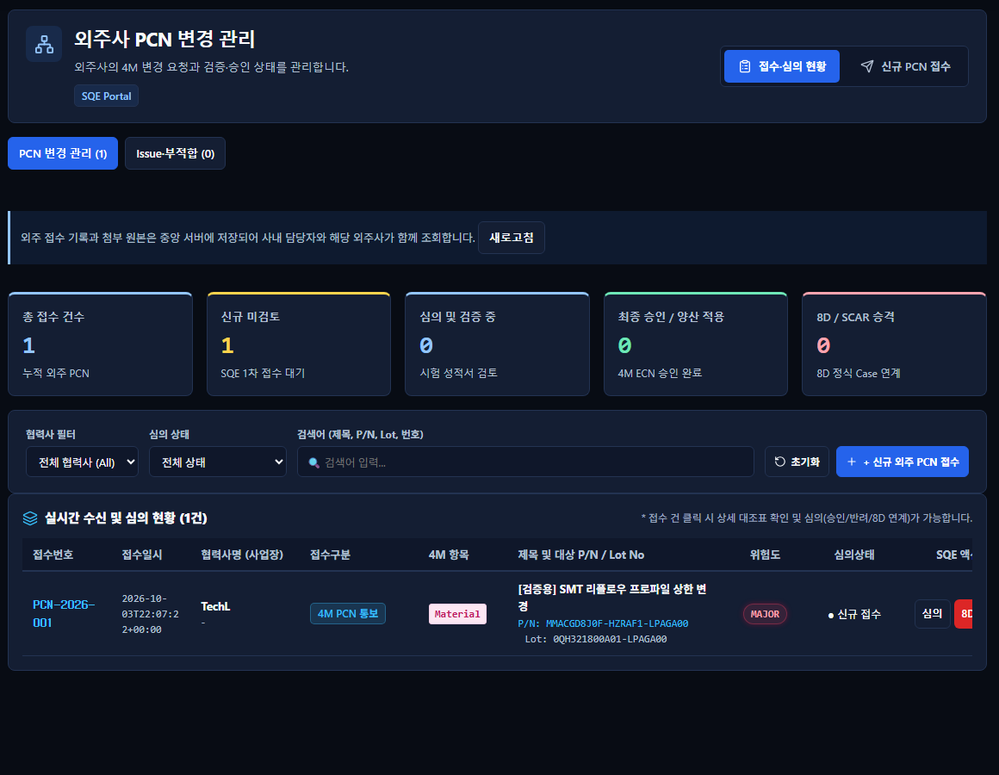 외주사 PCN 변경 관리
외주사의 4M 변경 요청과 검증·승인 상태를 관리합니다.
SQE Portal
접수·심의 현황
신규 PCN 접수
PCN 변경 관리 (1)
Issue·부적합 (0)
외주 접수 기록과 첨부 원본은 중앙 서버에 저장되어 사내 담당자와 해당 외주사가 함께 조회합니다. 새로고침
총 접수 건수
1
누적 외주 PCN
신규 미검토
1
SQE 1차 접수 대기
심의 및 검증 중
0
시험 성적서 검토
최종 승인 / 양산 적용
0
4M ECN 승인 완료
8D / SCAR 승격
0
8D 정식 Case 연계
협력사 필터
전체 협력사 (All)
심의 상태
전체 상태
검색어 (제목, P/N, Lot, 번호)
검색어 입력...
초기화
+ 신규 외주 PCN 접수
실시간 수신 및 심의 현황 (1건)
* 접수 건 클릭 시 상세 대조표 확인 및 심의(승인/반려/8D 연계)가 가능합니다.
접수번호 접수일시 협력사명 (사업장) 접수구분 4M 항목 제목 및 대상 P/N / Lot No 위험도 심의상태 SQE
PCN-2026-
001
2026-10-
03T22:07:2
2+00:00
TechL
-
4M PCN 통보
Material
[검증용] SMT 리플로우 프로파일 상한 변
경
P/N: MMACGD8J0F-HZRAF1-LPAGA00
Lot: 0QH321800A01-LPAGA00
MAJOR
● 신규 접수
심의
8D